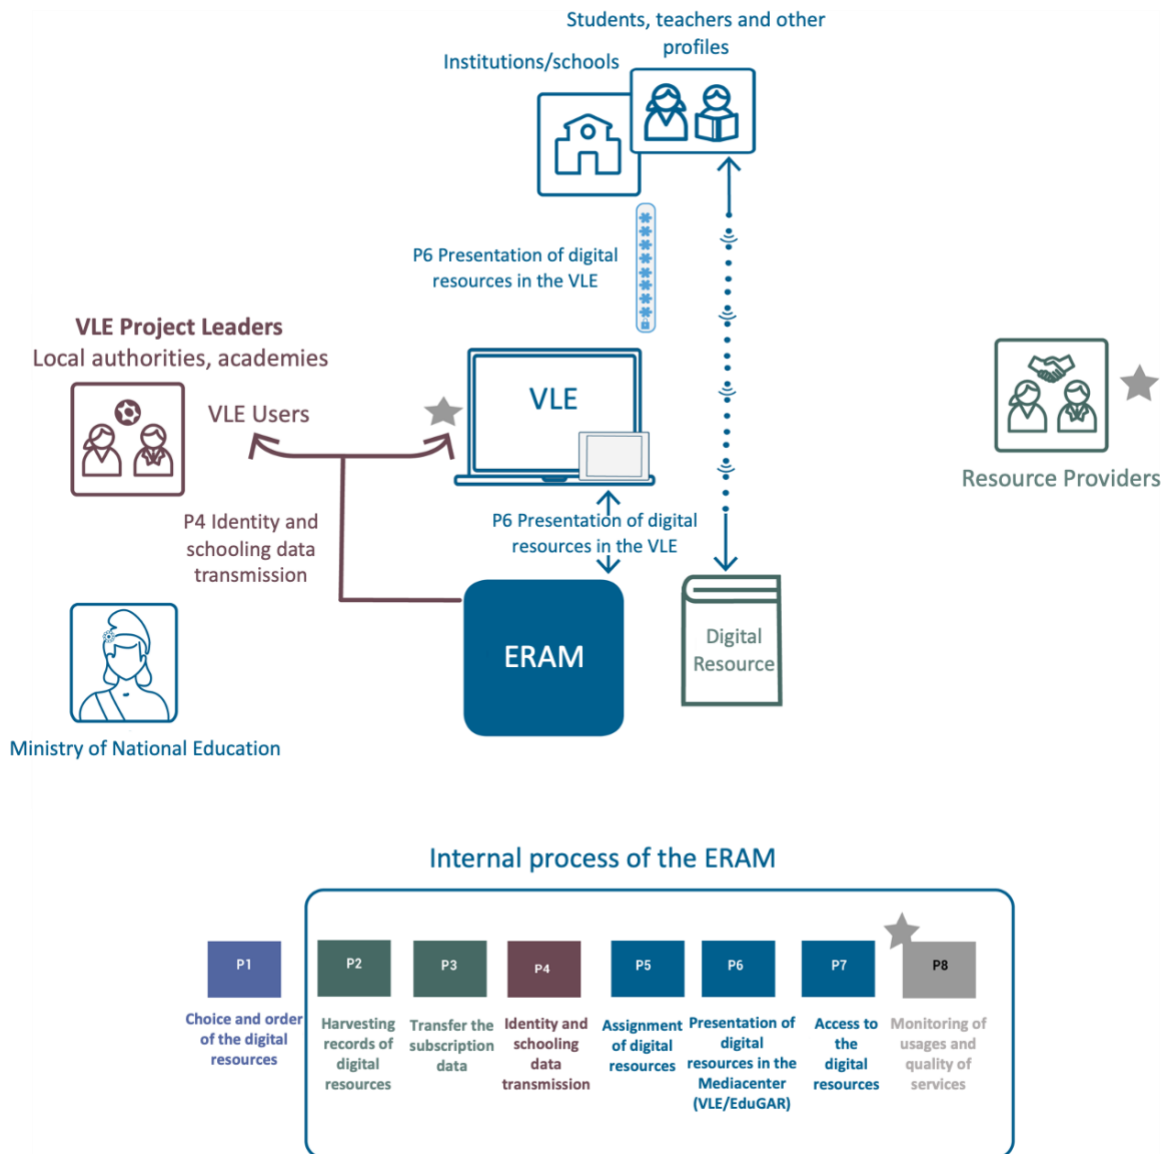 Students, teachers and other
profiles
Institutions/schools
P6 Presentation of digital
resources in the VLE
VLE Project Leaders
Local authorities, academies
VLE Users
VLE
Resource Providers
P4 Identity and
schooling data
transmission
P6 Presentation of digital
resources in the VLE
ERAM
Digital
Resource
Ministry of National Education
Internal process of the ERAM
P1
Choice and order
of the digital
resources
P2
Harvesting
records of
digital
resources
P3
Transfer the
subscription
data
P4
Identity and
schooling
data
transmission
P5
Assignment
of digital
resources
P6
Presentation of
digital
resources in the
Mediacenter
(VLE/EduGAR)
P7
Access to
the
digital
resources
P8
Monitoring of
usages and
quality of
services